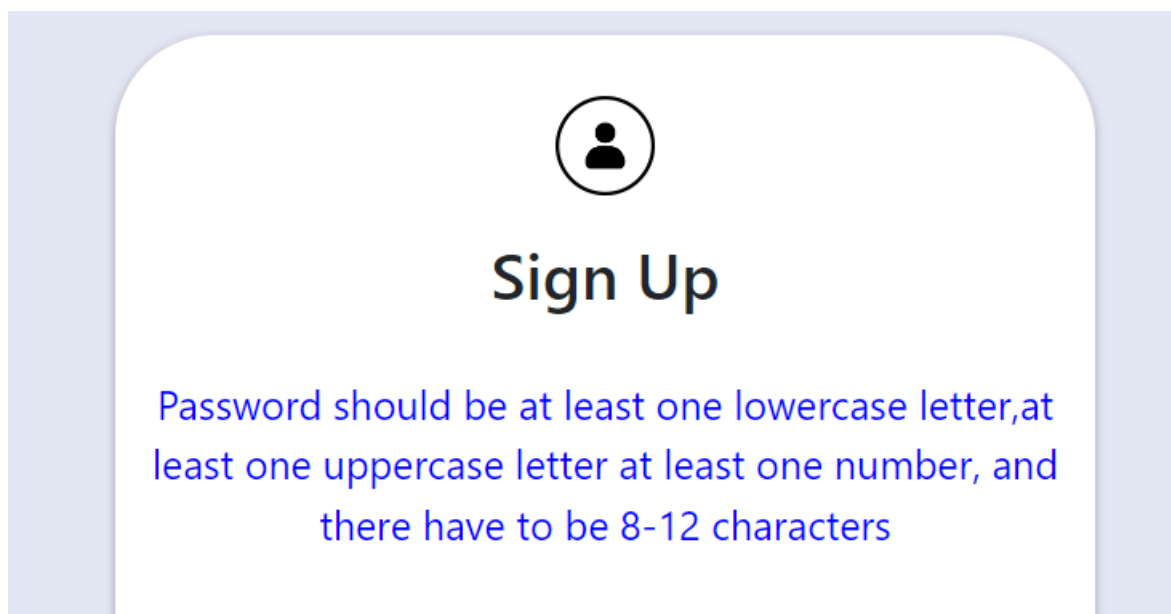 Sign Up
Password should be at least one lowercase letter,at
least one uppercase letter at least one number, and
there have to be 8-12 characters